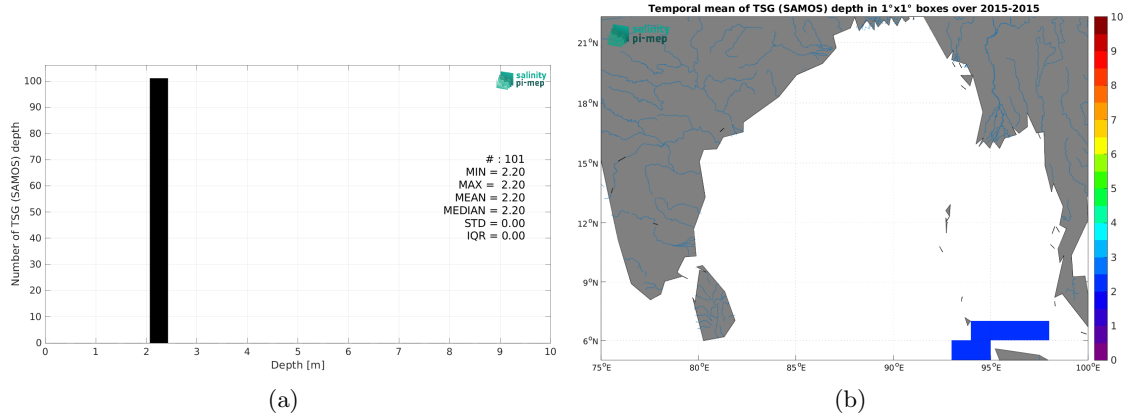 salinity
pi-mep
100
90
80
70
60
50
40
30
20
10
0
Number of TSG (SAMOS) depth
# : 101
MIN = 2.20
MAX = 2.20
MEAN = 2.20
MEDIAN = 2.20
STD = 0.00
IQR = 0.00
0 1 2 3 4 5 6 7 8 9 10
Depth [m]
(a)
Temporal mean of TSG (SAMOS) depth in 1°x1° boxes over 2015-2015
salinity
pi-mep
21°N
18°N
15°N
12°N
9°N
6°N
75°E 80°E 85°E 90°E 95°E 100°E
10
9
8
7
6
5
4
3
2
1
0
(b)